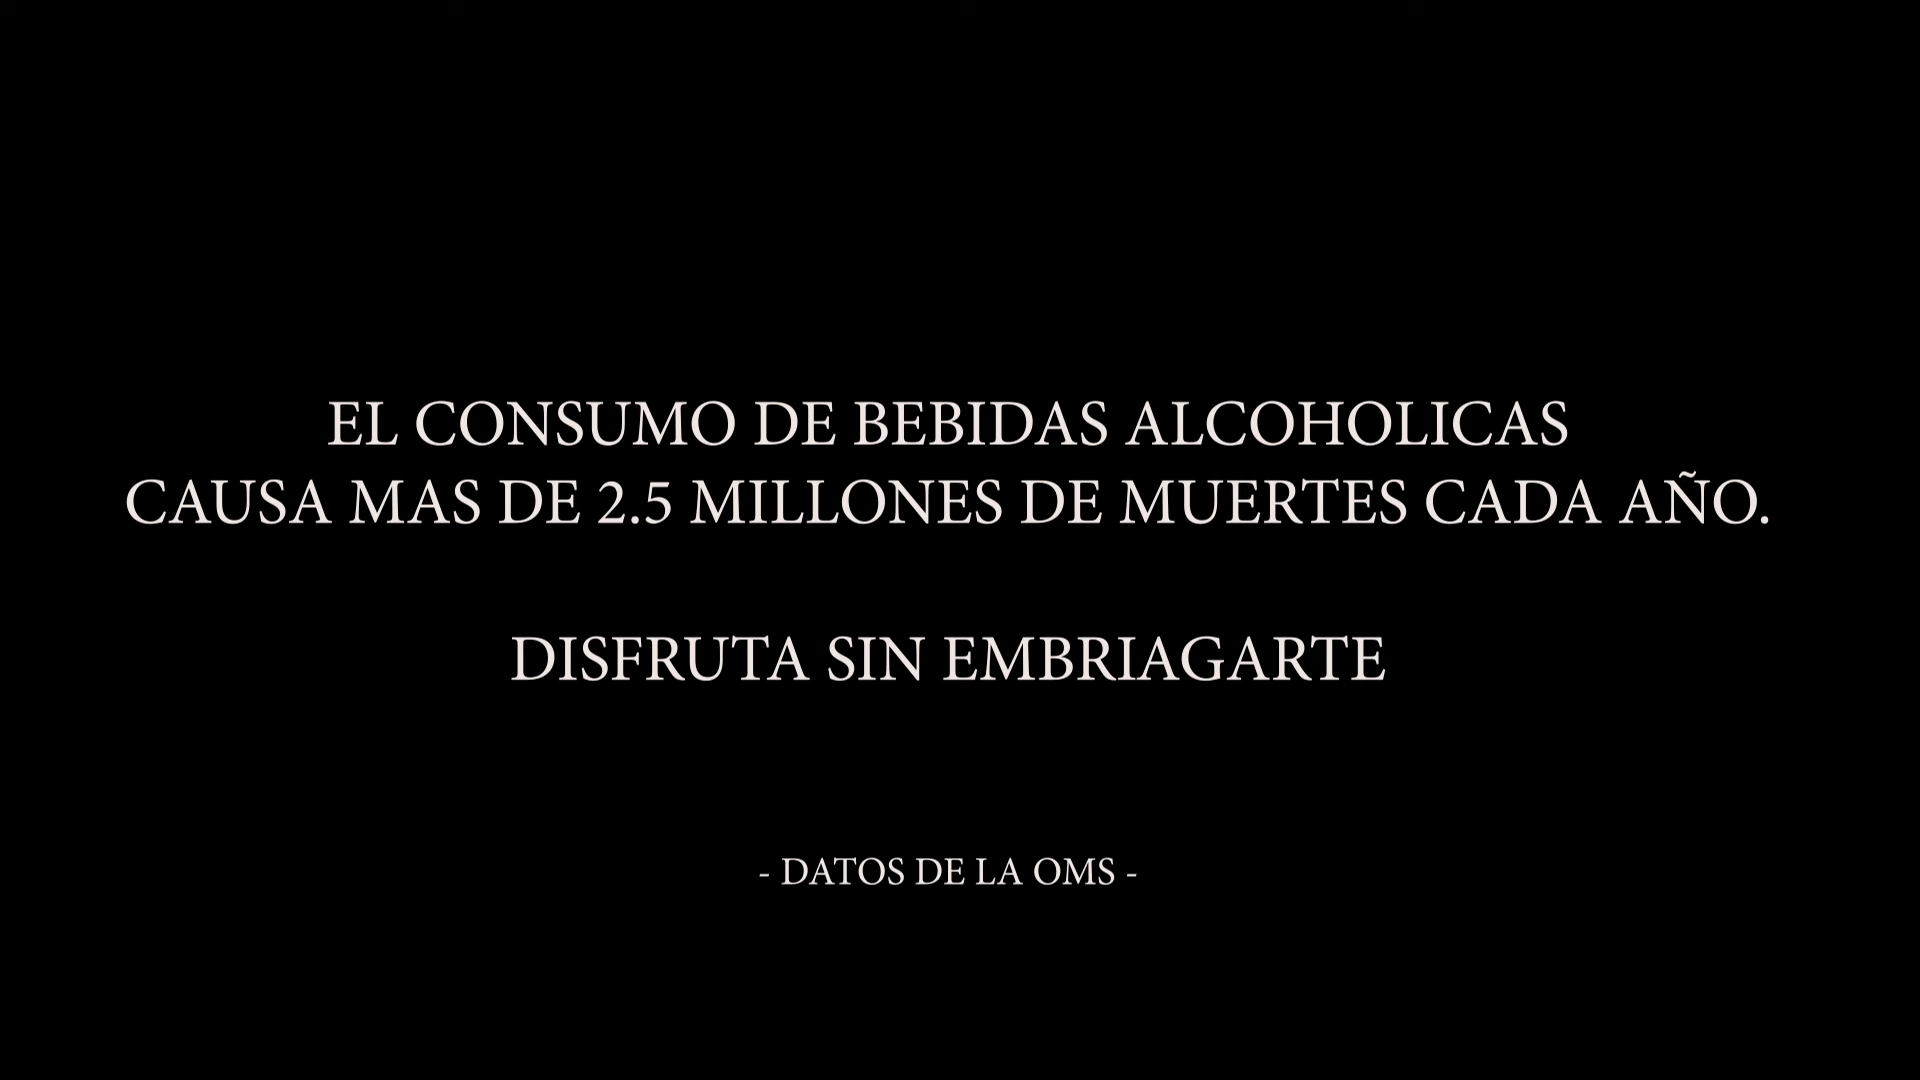 EL CONSUMO DE BEBIDAS ALCOHOLICAS
CAUSA MAS DE 2.5 MILLONES DE MUERTES CADA AÑO.
DISFRUTA SIN EMBRIAGARTE
- DATOS DE LA OMS -